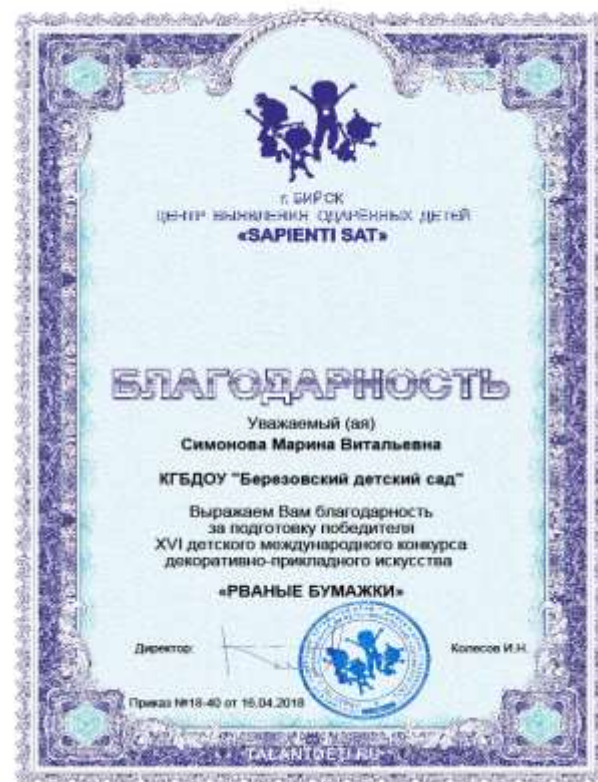 г. БИРСК
ЦЕНТР ВЫЯВЛЕНИЯ ОДАРЁННЫХ ДЕТЕЙ
«SAPIENTI SAT»
БЛАГОДАРНОСТЬ
Уважаемый (ая)
Симонова Марина Витальевна
КГБДОУ "Березовский детский сад"
Выражаем Вам благодарность
за подготовку победителя
XVI детского международного конкурса
декоративно-прикладного искусства
«РВАНЫЕ БУМАЖКИ»
Директор: Колесов И.Н.
Приказ №18-40 от 16.04.2018
TALANTDETI.RU